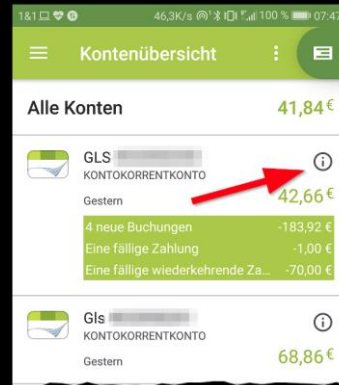 1&1 46,3K/s 100 % 07:47
Kontenübersicht
Alle Konten 41,84 €
GLS
KONTOKORRENTKONTO
Gestern 42,66 €
4 neue Buchungen -183,92 €
Eine fällige Zahlung -1,00 €
Eine fällige wiederkehrende Za... -70,00 €
Gls
KONTOKORRENTKONTO
Gestern 68,86 €